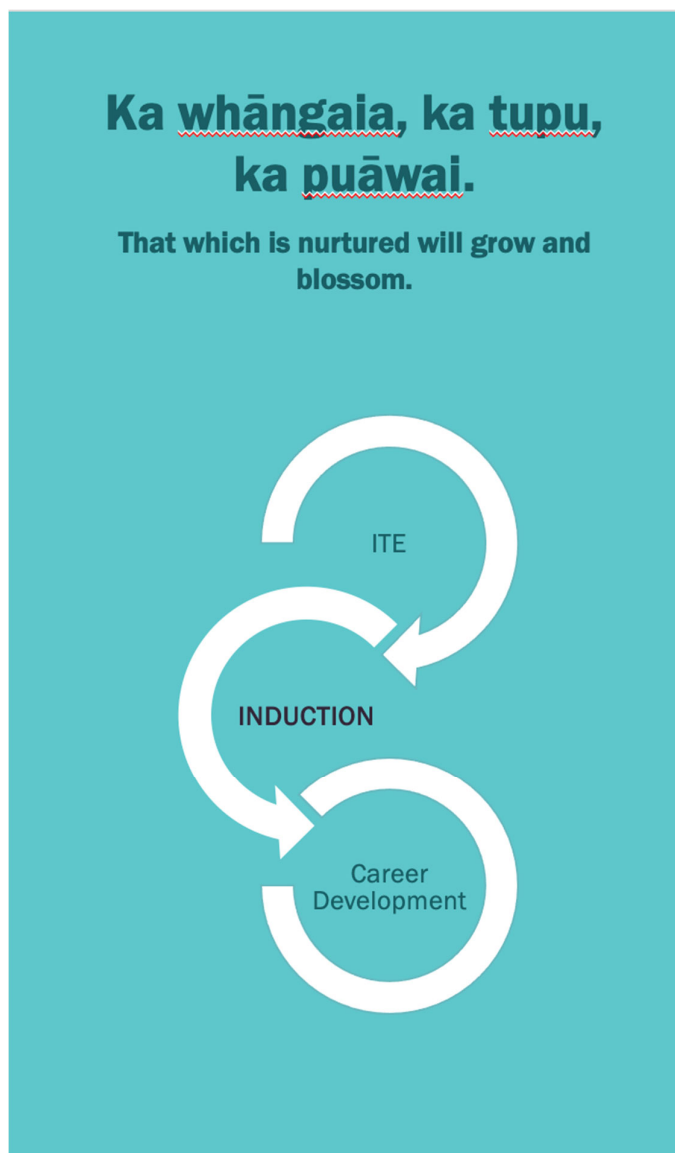 Ka whāngaia, ka tupu,
ka puāwai.
That which is nurtured will grow and
blossom.
ITE
INDUCTION
Career
Development